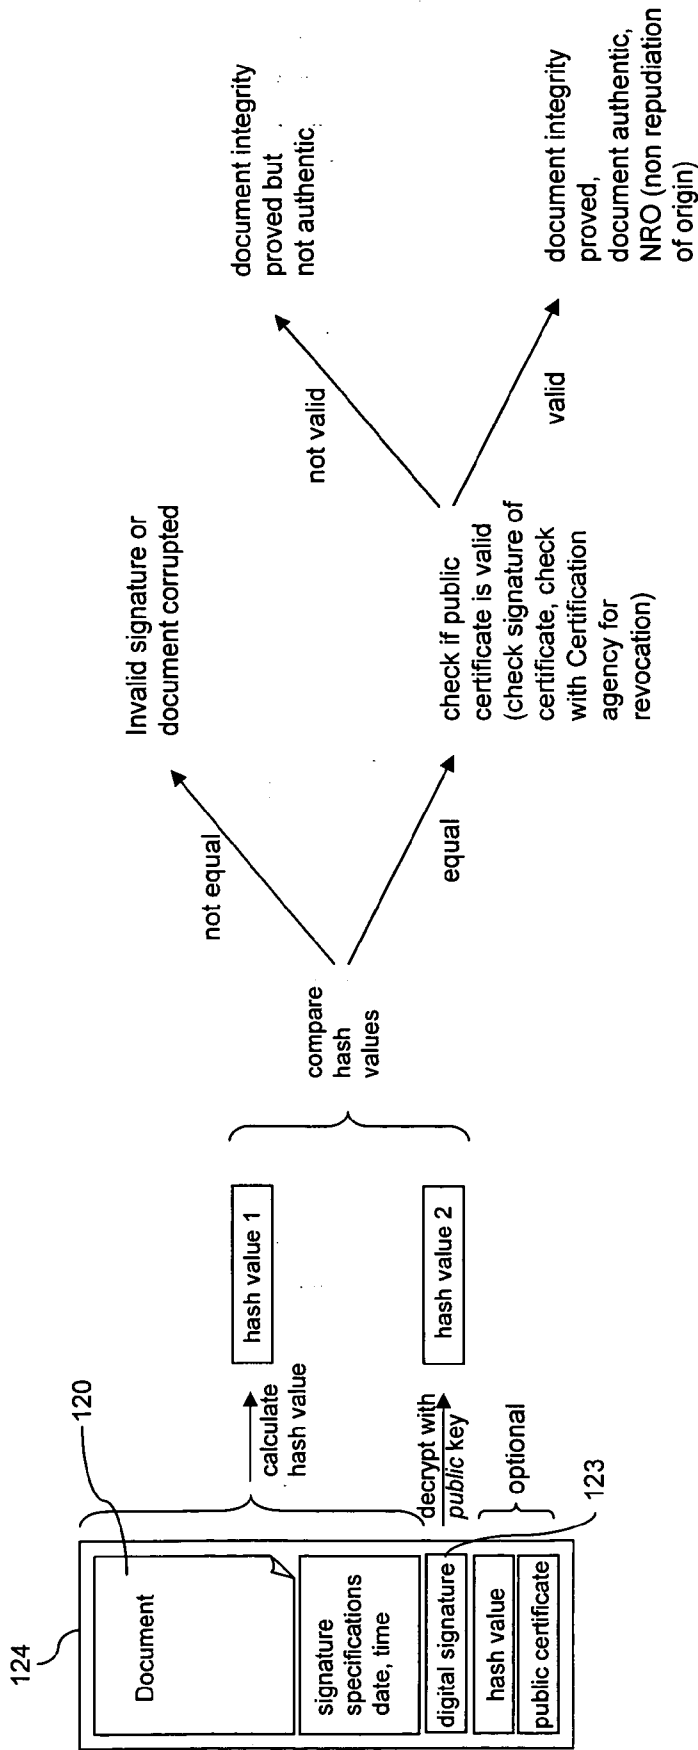 124
120
Document
signature
specifications
date, time
digital signature
hash value
public certificate
123
optional
calculate
hash value
decrypt with
public key
hash value 1
hash value 2
compare
hash
values
not equal
equal
Invalid signature or
document corrupted
check if public
certificate is valid
(check signature of
certificate, check
with Certification
agency for
revocation)
not valid
valid
document integrity
proved but
not authentic
document integrity
proved,
document authentic,
NRO (non repudiation
of origin)